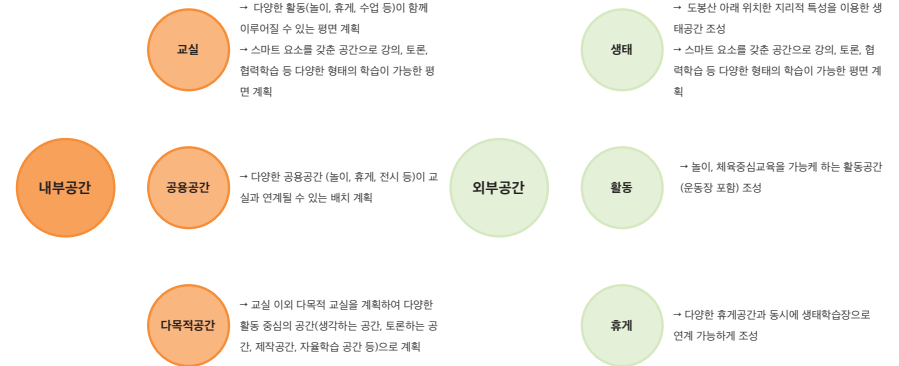 내부공간
교실
→ 다양한 활동(놀이, 휴게, 수업 등)이 함께
이루어질 수 있는 평면 계획
→ 스마트 요소를 갖춘 공간으로 강의, 토론,
협력학습 등 다양한 형태의 학습이 가능한 평
면 계획
공용공간
→ 다양한 공용공간 (놀이, 휴게, 전시 등)이 교
실과 연계될 수 있는 배치 계획
다목적공간
→ 교실 이외 다목적 교실을 계획하여 다양한
활동 중심의 공간(생각하는 공간, 토론하는 공
간, 제작공간, 자율학습 공간 등)으로 계획
외부공간
생태
→ 도봉산 아래 위치한 지리적 특성을 이용한 생
태공간 조성
→ 스마트 요소를 갖춘 공간으로 강의, 토론, 협
력학습 등 다양한 형태의 학습이 가능한 평면 계
획
활동
→ 놀이, 체육중심교육을 가능케 하는 활동공간
(운동장 포함) 조성
휴게
→ 다양한 휴게공간과 동시에 생태학습장으로
연계 가능하게 조성